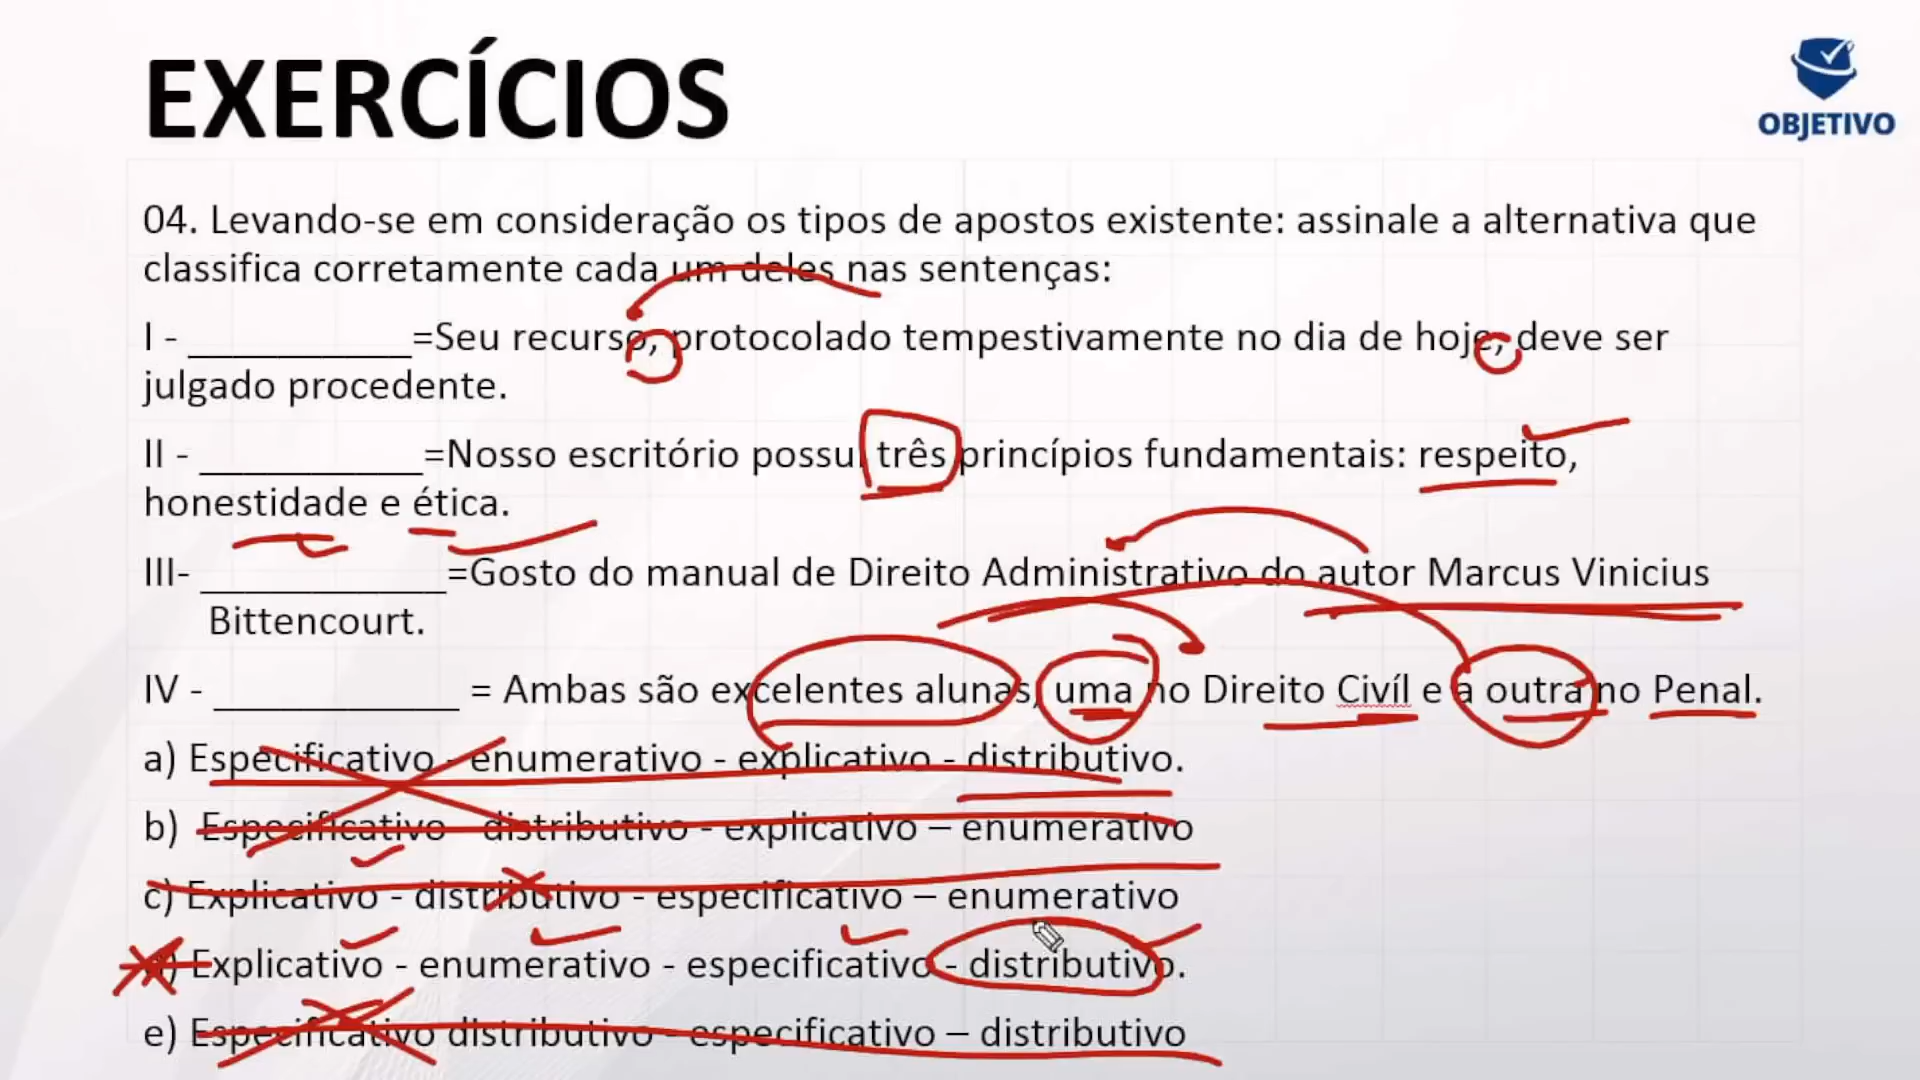 EXERCÍCIOS
OBJETIVO
04. Levando-se em consideração os tipos de apostos existente: assinale a alternativa que
classifica corretamente cada um deles nas sentenças:
I - __________=Seu recurso, protocolado tempestivamente no dia de hoje, deve ser
julgado procedente.
II - __________=Nosso escritório possui três princípios fundamentais: respeito,
honestidade e ética.
III- ___________=Gosto do manual de Direito Administrativo do autor Marcus Vinicius
Bittencourt.
IV - ___________ = Ambas são excelentes alunas, uma no Direito Civíl e a outra no Penal.
a) Especificativo - enumerativo - explicativo - distributivo.
b) Especificativo - distributivo - explicativo – enumerativo
c) Explicativo - distributivo - especificativo – enumerativo
d) Explicativo - enumerativo - especificativo - distributivo.
e) Especificativo distributivo - especificativo – distributivo